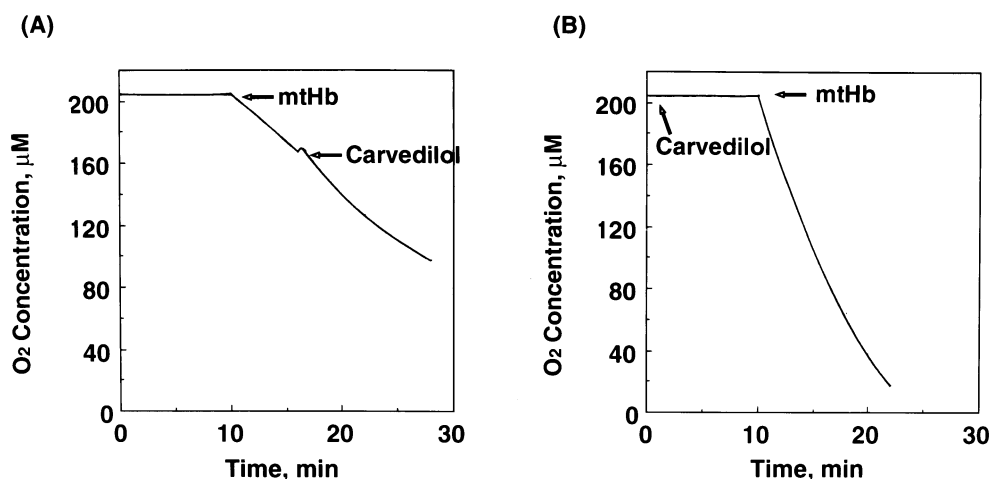 (A)
O2 Concentration, μM
200
160
120
80
40
0
mtHb
Carvedilol
0 10 20 30
Time, min
(B)
O2 Concentration, μM
200
160
120
80
40
0
mtHb
Carvedilol
0 10 20 30
Time, min